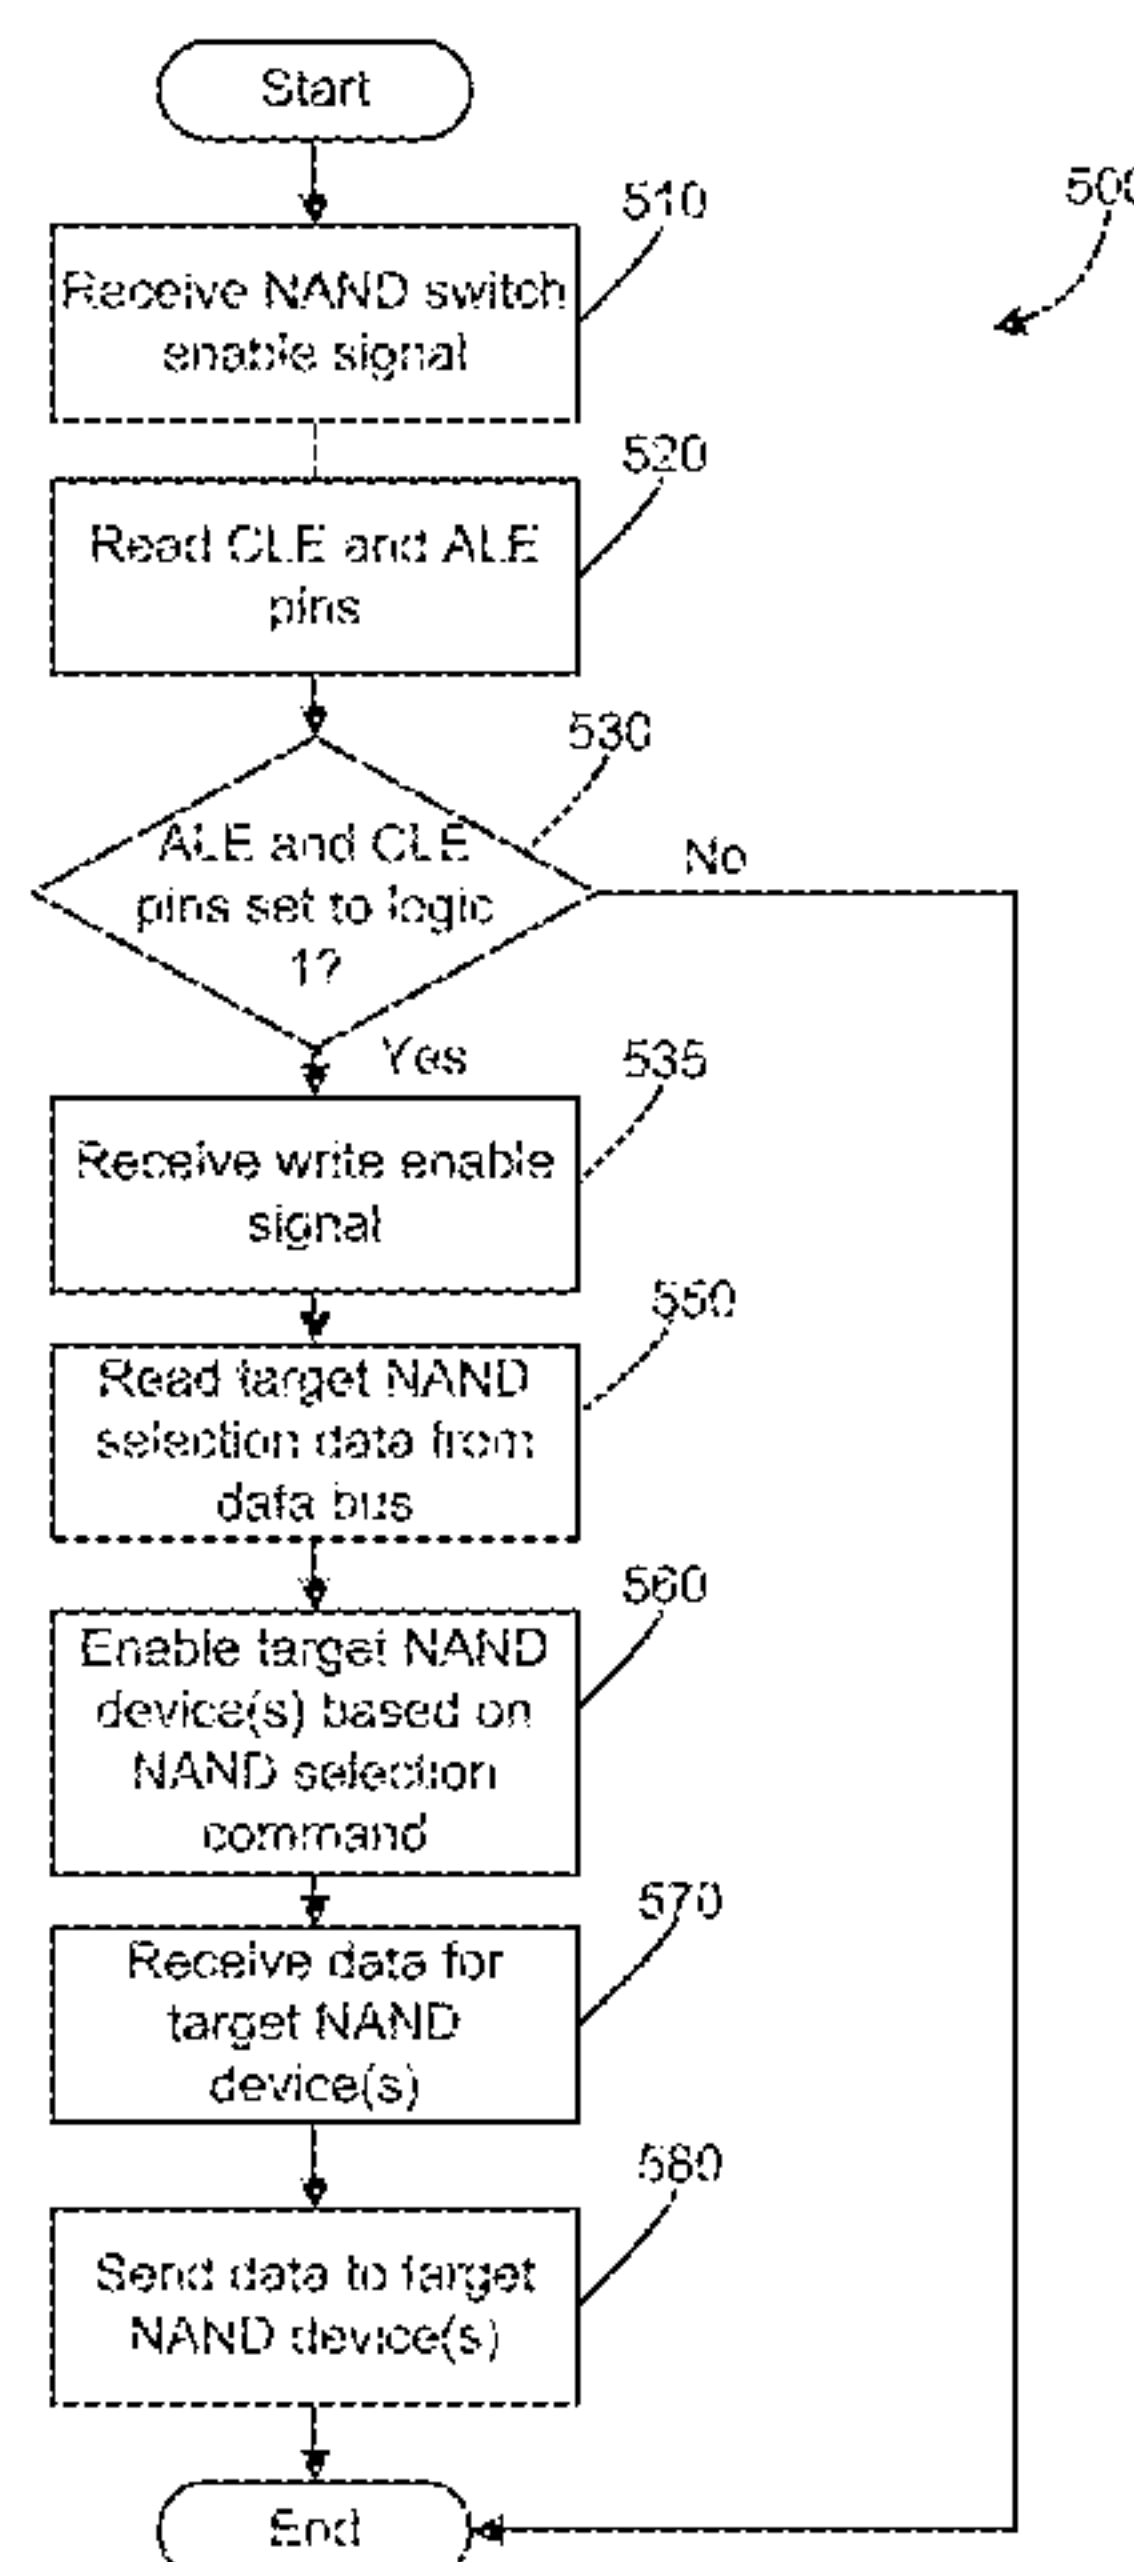 Start
510
500
Receive NAND switch
enable signal
520
Read CLE and ALE
pins
530
ALE and CLE
pins set to logic
1?
No
Yes
535
Receive write enable
signal
550
Read target NAND
selection data from
data bus
560
Enable target NAND
device(s) based on
NAND selection
command
570
Receive data for
target NAND
device(s)
580
Send data to target
NAND device(s)
End